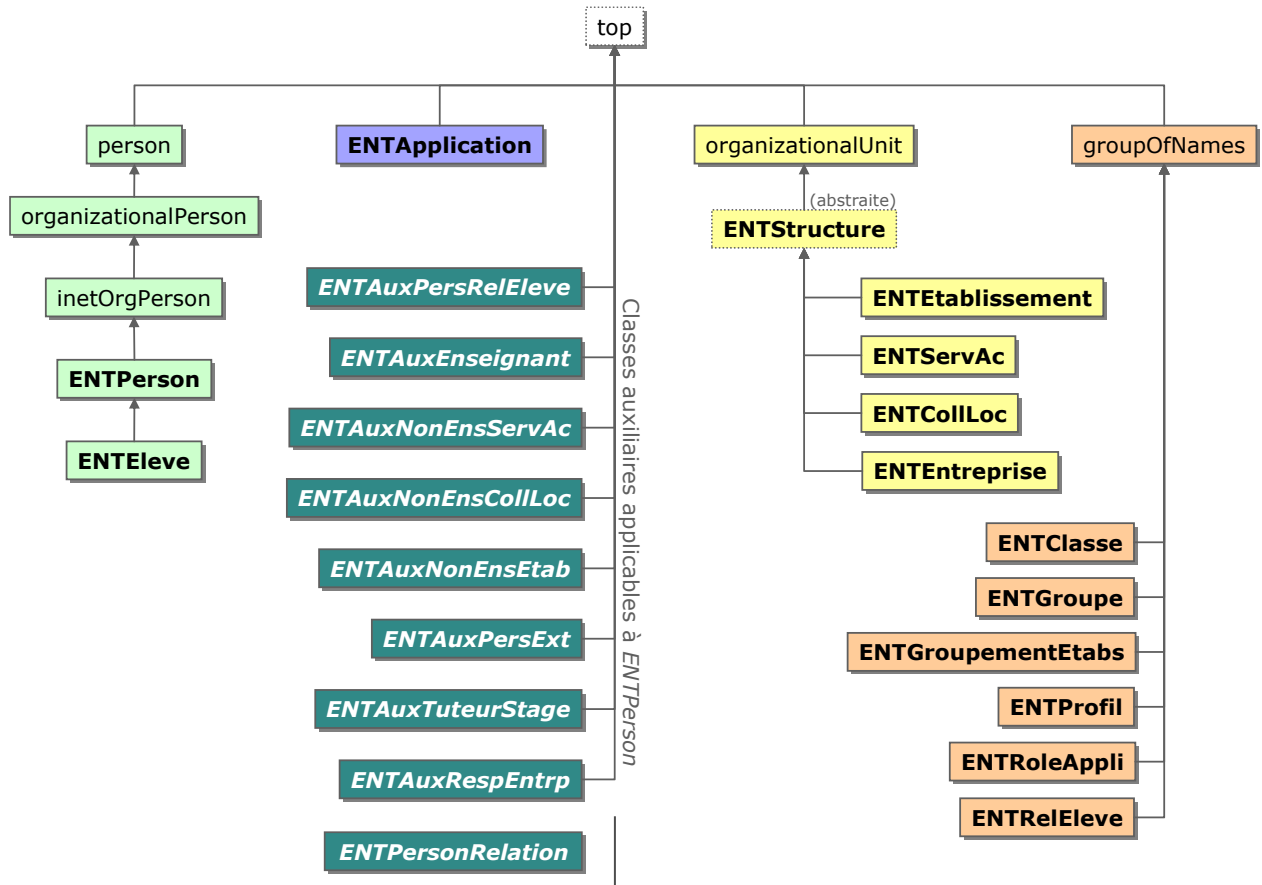 top
person
ENTApplication
organizationalUnit
groupOfNames
organizationalPerson
(abstraite)
ENTStructure
inetOrgPerson
ENTPerson
ENTEleve
ENTAuxPersRelEleve
ENTAuxEnseignant
ENTAuxNonEnsServAc
ENTAuxNonEnsCollLoc
ENTAuxNonEnsEtab
ENTAuxPersExt
ENTAuxTuteurStage
ENTAuxRespEntrp
ENTPersonRelation
Classes auxiliaires applicables à ENTPerson
ENTEtablissement
ENTServAc
ENTCollLoc
ENTEntreprise
ENTClasse
ENTGroupe
ENTGroupementEtabs
ENTProfil
ENTRoleAppli
ENTRelEleve